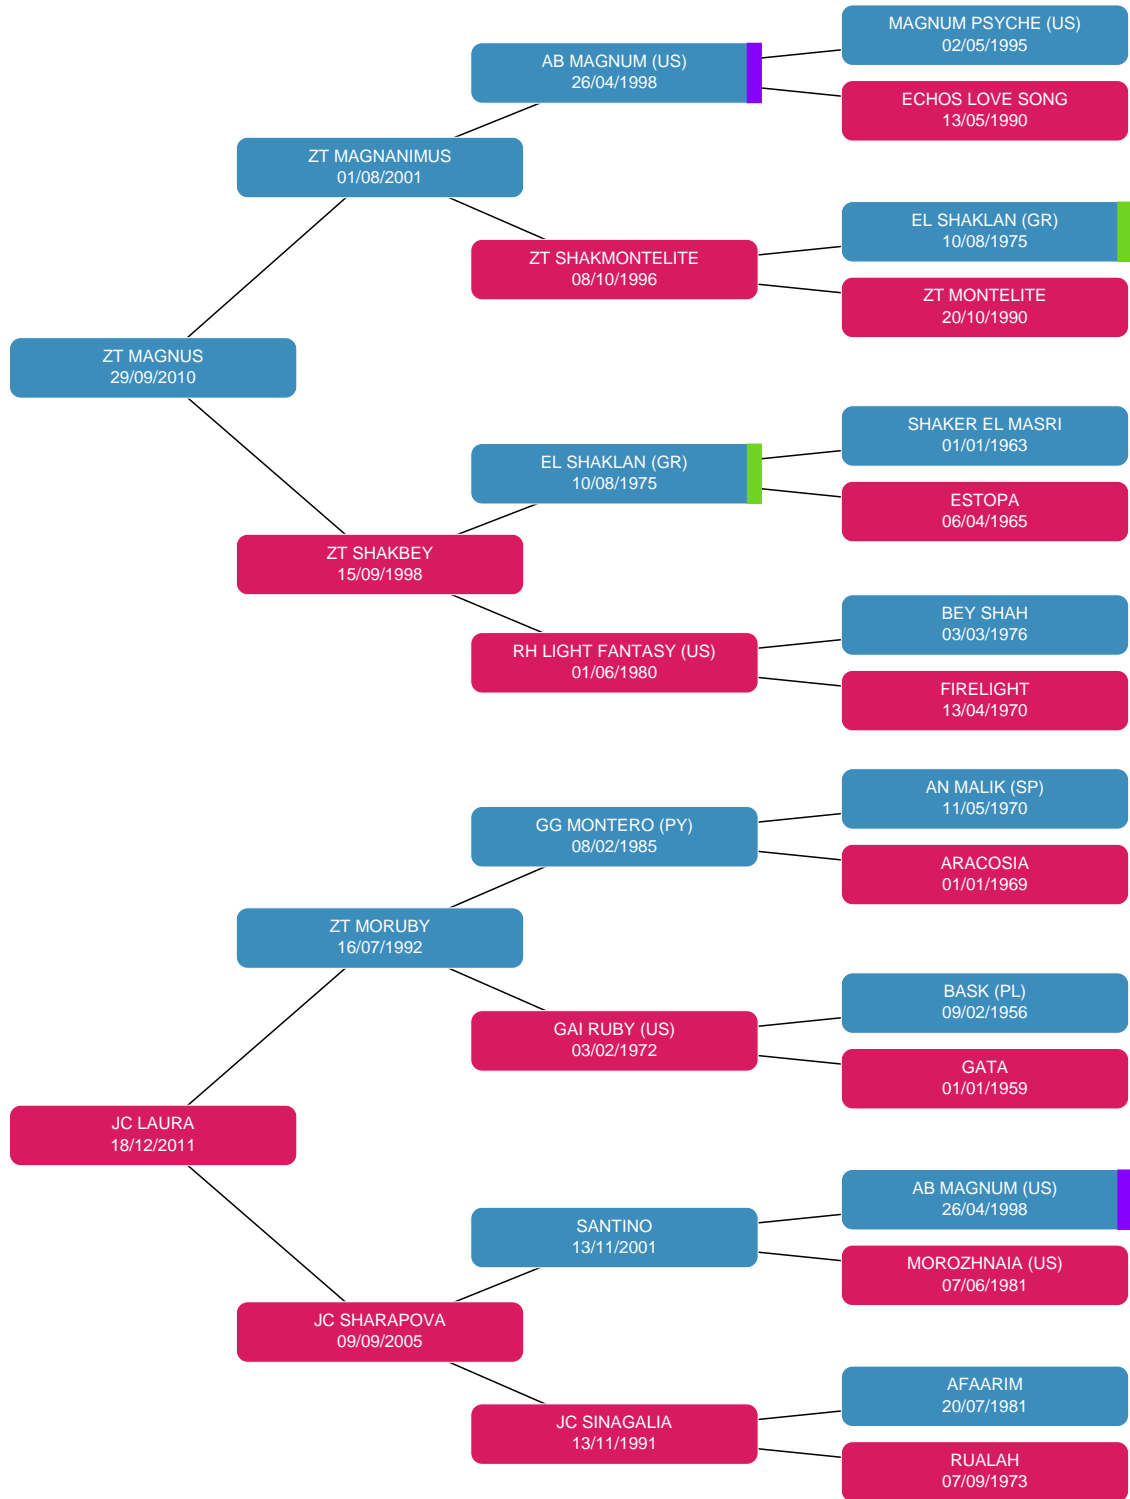 MAGNUM PSYCHE (US)
02/05/1995
AB MAGNUM (US)
26/04/1998
ECHOS LOVE SONG
13/05/1990
ZT MAGNANIMUS
01/08/2001
EL SHAKLAN (GR)
10/08/1975
ZT SHAKMONTELITE
08/10/1996
ZT MONTELITE
20/10/1990
ZT MAGNUS
29/09/2010
SHAKER EL MASRI
01/01/1963
EL SHAKLAN (GR)
10/08/1975
ESTOPA
06/04/1965
ZT SHAKBEY
15/09/1998
BEY SHAH
03/03/1976
RH LIGHT FANTASY (US)
01/06/1980
FIRELIGHT
13/04/1970
AN MALIK (SP)
11/05/1970
GG MONTERO (PY)
08/02/1985
ARACOSIA
01/01/1969
ZT MORUBY
16/07/1992
BASK (PL)
09/02/1956
GAI RUBY (US)
03/02/1972
GATA
01/01/1959
JC LAURA
18/12/2011
AB MAGNUM (US)
26/04/1998
SANTINO
13/11/2001
MOROZHNAIA (US)
07/06/1981
JC SHARAPOVA
09/09/2005
AFAARIM
20/07/1981
JC SINAGALIA
13/11/1991
RUALAH
07/09/1973